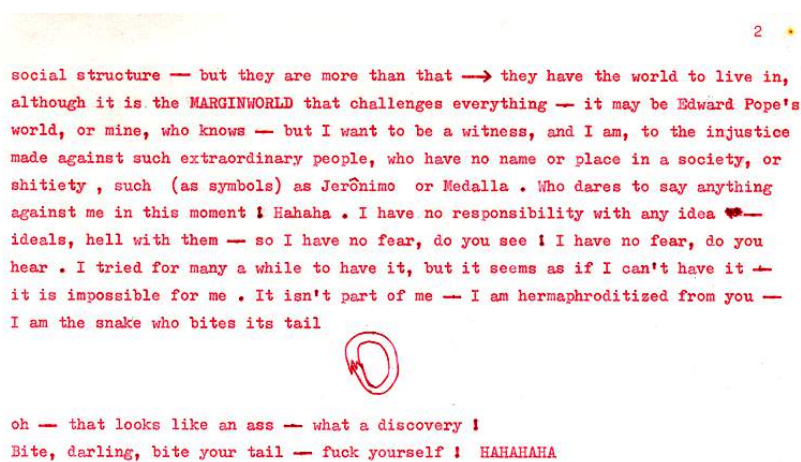 2
social structure — but they are more than that —> they have the world to live in,
although it is the MARGINWORLD that challenges everything — it may be Edward Pope's
world, or mine, who knows — but I want to be a witness, and I am, to the injustice
made against such extraordinary people, who have no name or place in a society, or
shitiety , such (as symbols) as Jerônimo or Medalla . Who dares to say anything
against me in this moment ! Hahaha . I have no responsibility with any idea —
ideals, hell with them — so I have no fear, do you see ! I have no fear, do you
hear . I tried for many a while to have it, but it seems as if I can't have it —
it is impossible for me . It isn't part of me — I am hermaphroditized from you —
I am the snake who bites its tail
oh — that looks like an ass — what a discovery !
Bite, darling, bite your tail — fuck yourself ! HAHAHAHA